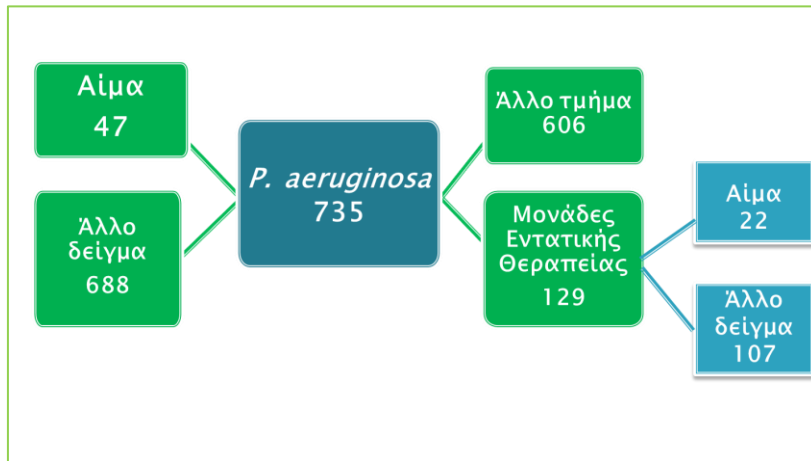 Αίμα
47
Άλλο
δείγμα
688
P. aeruginosa
735
Άλλο τμήμα
606
Μονάδες
Εντατικής
Θεραπείας
129
Αίμα
22
Άλλο
δείγμα
107